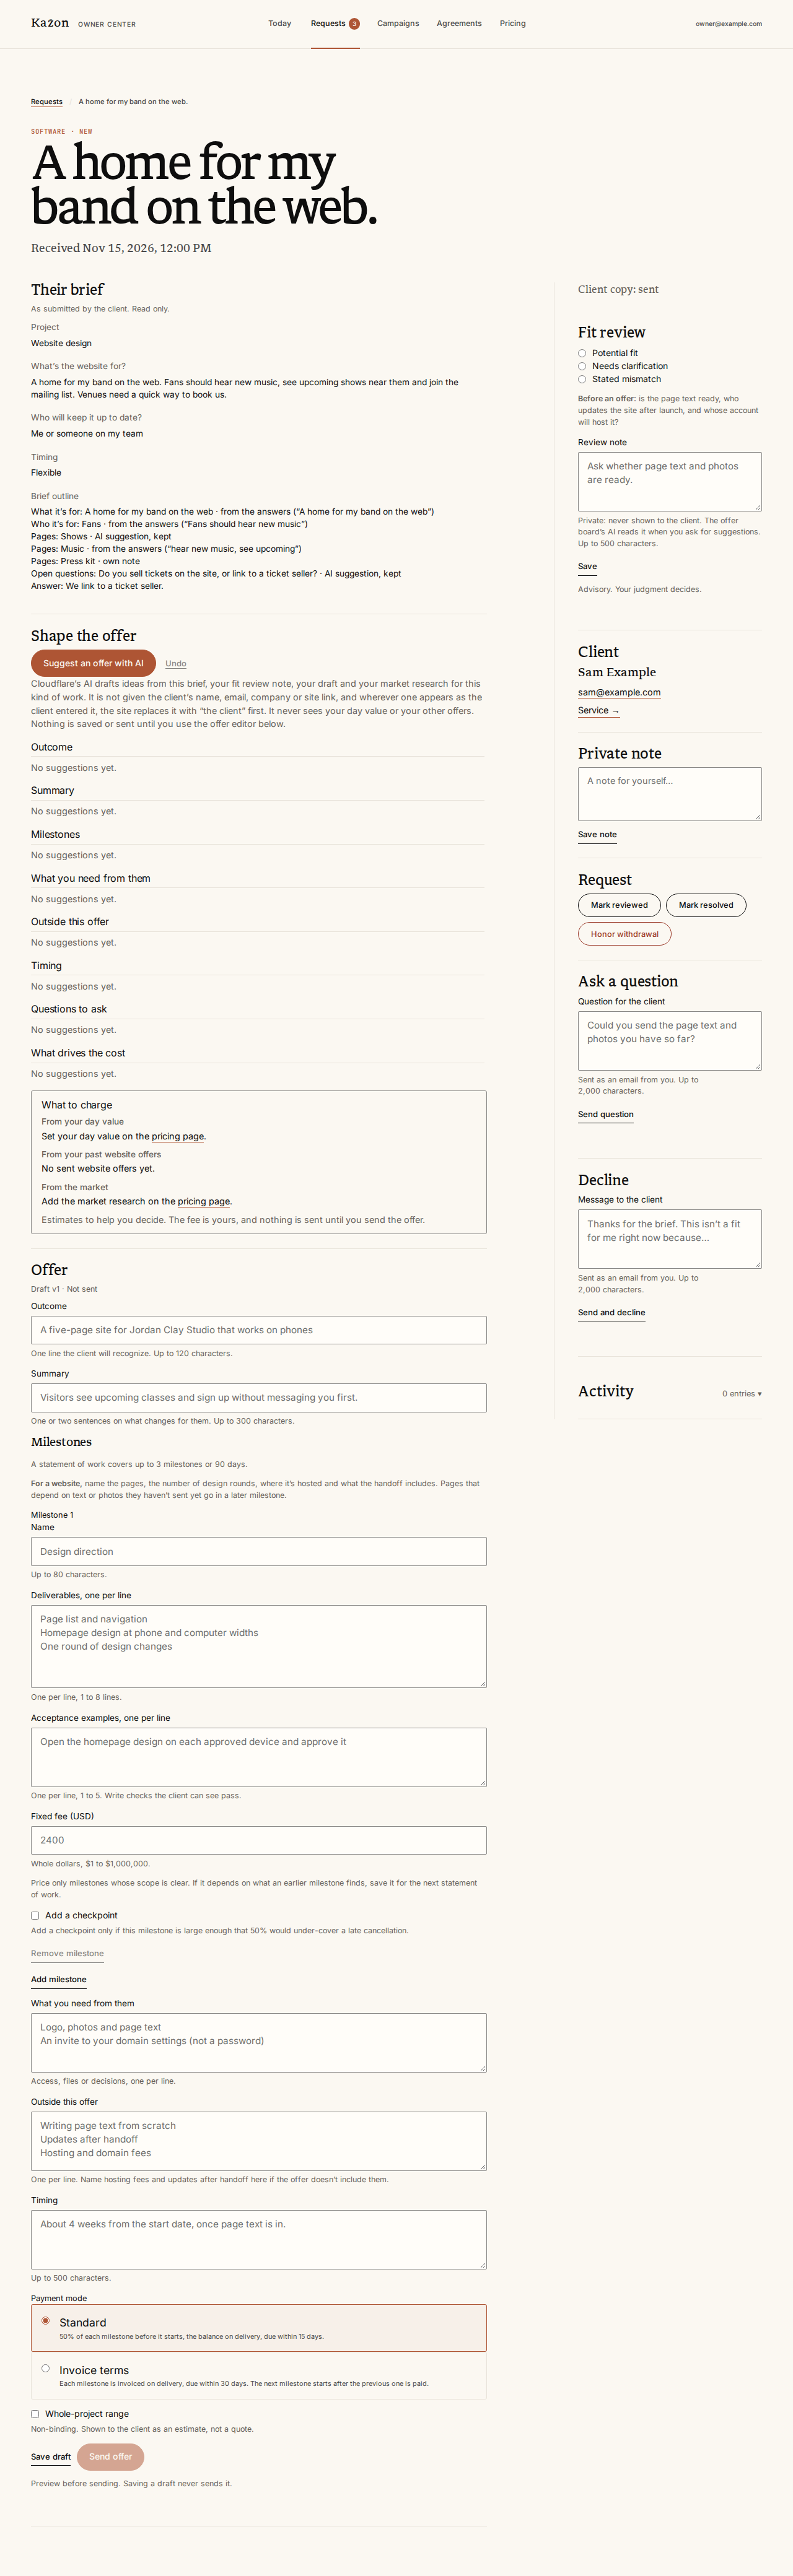 Kazon OWNER CENTER
Today
Requests 3
Campaigns
Agreements
Pricing
owner@example.com
Requests A home for my band on the web.
SOFTWARE · NEW
A home for my
band on the web.
Received Nov 15, 2026, 12:00 PM
Their brief
As submitted by the client. Read only.
Project
Website design
What's the website for?
A home for my band on the web. Fans should hear new music, see upcoming shows near them and join the
mailing list. Venues need a quick way to book us.
Who will keep it up to date?
Me or someone on my team
Timing
Flexible
Brief outline
What it's for: A home for my band on the web · from the answers (“A home for my band on the web”)
Who it's for: Fans · from the answers (“Fans should hear new music”)
Pages: Shows · AI suggestion, kept
Pages: Music · from the answers (“hear new music, see upcoming”)
Pages: Press kit · own note
Open questions: Do you sell tickets on the site, or link to a ticket seller? · AI suggestion, kept
Answer: We link to a ticket seller.
Shape the offer
Suggest an offer with AI
Undo
Cloudflare's AI drafts ideas from this brief, your fit review note, your draft and your market research for this
kind of work. It is not given the client's name, email, company or site link, and wherever one appears as the
client entered it, the site replaces it with “the client” first. It never sees your day value or your other offers.
Nothing is saved or sent until you use the offer editor below.
Outcome
No suggestions yet.
Summary
No suggestions yet.
Milestones
No suggestions yet.
What you need from them
No suggestions yet.
Outside this offer
No suggestions yet.
Timing
No suggestions yet.
Questions to ask
No suggestions yet.
What drives the cost
No suggestions yet.
What to charge
From your day value
Set your day value on the pricing page.
From your past website offers
No sent website offers yet.
From the market
Add the market research on the pricing page.
Estimates to help you decide. The fee is yours, and nothing is sent until you send the offer.
Offer
Draft v1 · Not sent
Outcome
A five-page site for Jordan Clay Studio that works on phones
One line the client will recognize. Up to 120 characters.
Summary
Visitors see upcoming classes and sign up without messaging you first.
One or two sentences on what changes for them. Up to 300 characters.
Milestones
A statement of work covers up to 3 milestones or 90 days.
For a website, name the pages, the number of design rounds, where it's hosted and what the handoff includes. Pages that
depend on text or photos they haven't sent yet go in a later milestone.
Milestone 1
Name
Design direction
Up to 80 characters.
Deliverables, one per line
Page list and navigation
Homepage design at phone and computer widths
One round of design changes
One per line, 1 to 8 lines.
Acceptance examples, one per line
Open the homepage design on each approved device and approve it
One per line, 1 to 5. Write checks the client can see pass.
Fixed fee (USD)
2400
Whole dollars, $1 to $1,000,000.
Price only milestones whose scope is clear. If it depends on what an earlier milestone finds, save it for the next statement
of work.
Add a checkpoint
Add a checkpoint only if this milestone is large enough that 50% would under-cover a late cancellation.
Remove milestone
Add milestone
What you need from them
Logo, photos and page text
An invite to your domain settings (not a password)
Access, files or decisions, one per line.
Outside this offer
Writing page text from scratch
Updates after handoff
Hosting and domain fees
One per line. Name hosting fees and updates after handoff here if the offer doesn't include them.
Timing
About 4 weeks from the start date, once page text is in.
Up to 500 characters.
Payment mode
Standard
50% of each milestone before it starts, the balance on delivery, due within 15 days.
Invoice terms
Each milestone is invoiced on delivery, due within 30 days. The next milestone starts after the previous one is paid.
Whole-project range
Non-binding. Shown to the client as an estimate, not a quote.
Save draft
Send offer
Preview before sending. Saving a draft never sends it.
Client copy: sent
Fit review
Potential fit
Needs clarification
Stated mismatch
Before an offer: is the page text ready, who
updates the site after launch, and whose account
will host it?
Review note
Ask whether page text and photos
are ready.
Private: never shown to the client. The offer
board's AI reads it when you ask for suggestions.
Up to 500 characters.
Save
Advisory. Your judgment decides.
Client
Sam Example
sam@example.com
Service →
Private note
A note for yourself…
Save note
Request
Mark reviewed
Mark resolved
Honor withdrawal
Ask a question
Question for the client
Could you send the page text and
photos you have so far?
Sent as an email from you. Up to
2,000 characters.
Send question
Decline
Message to the client
Thanks for the brief. This isn't a fit
for me right now because…
Sent as an email from you. Up to
2,000 characters.
Send and decline
Activity
0 entries ▾